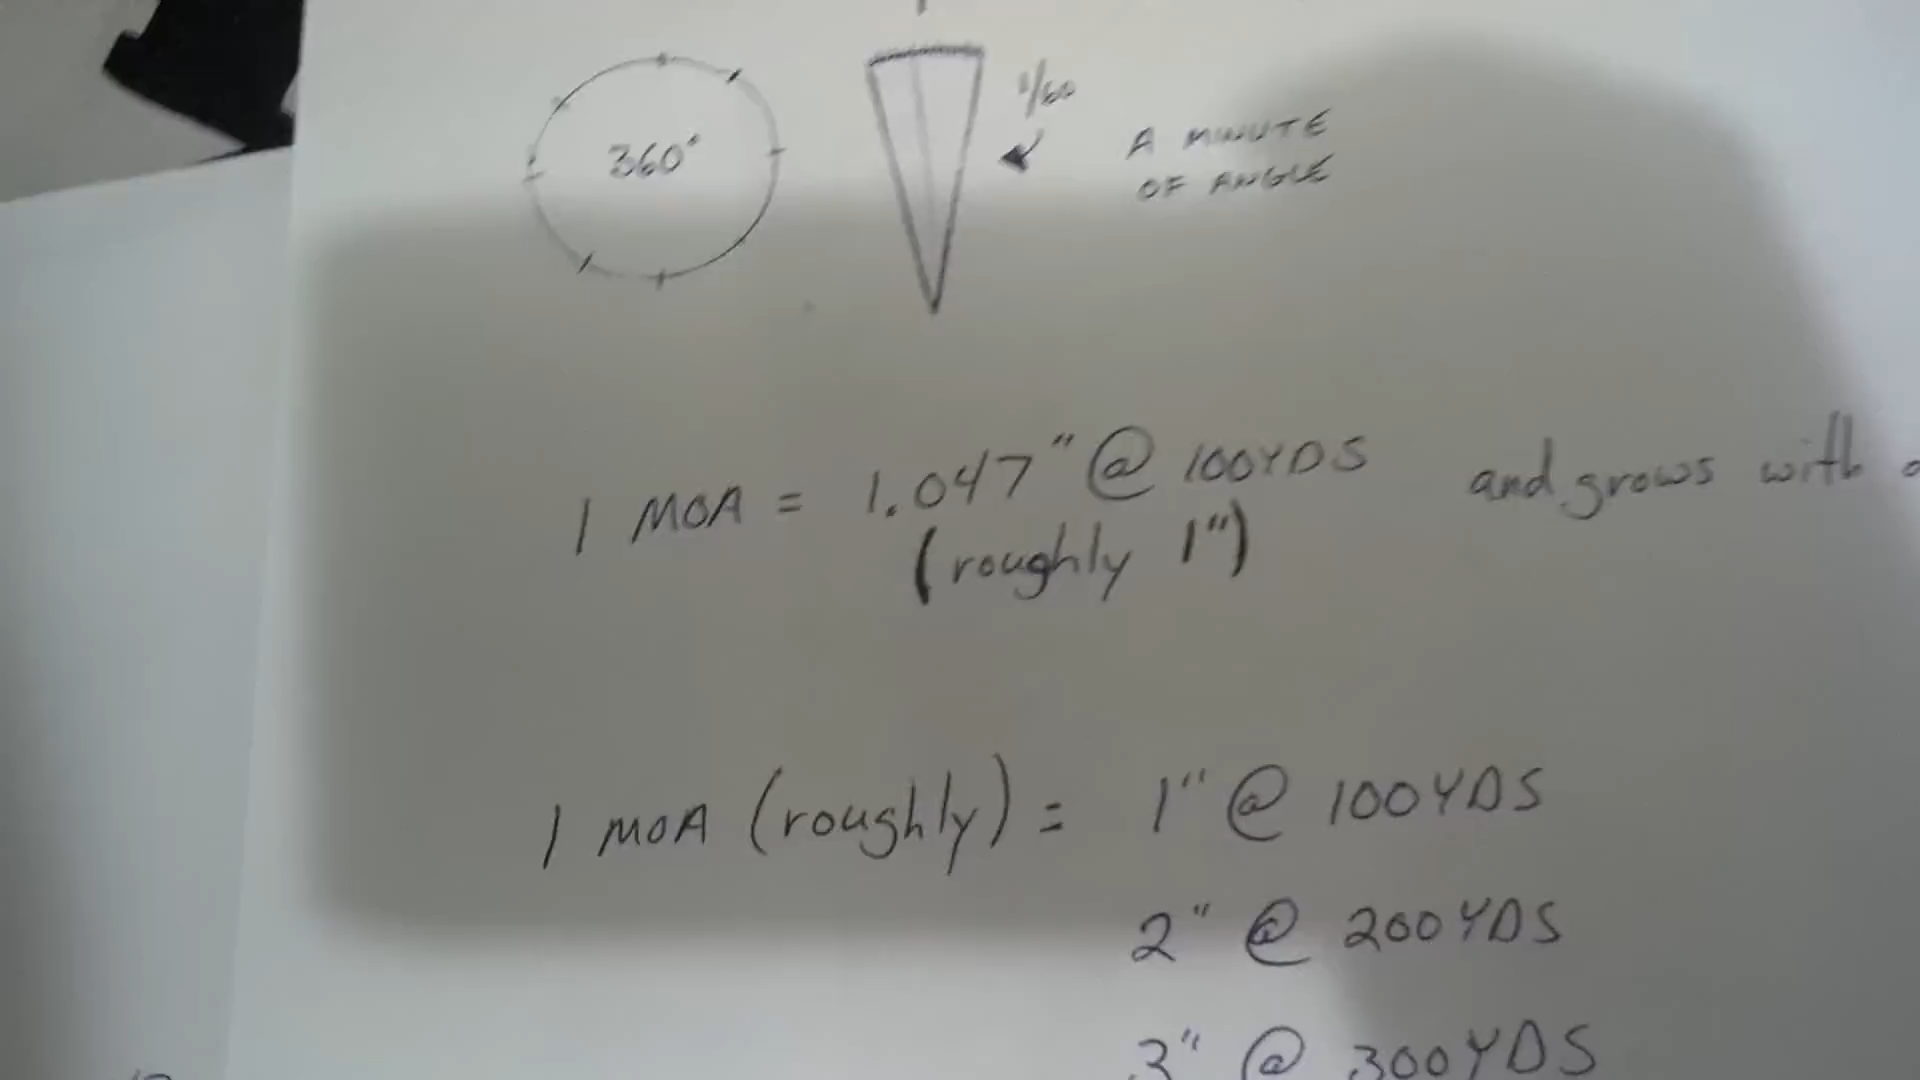 360°
1/60
A MINUTE
OF ANGLE
1 MOA = 1.047" @ 100YDS and grows with
(roughly 1")
1 MOA (roughly) = 1" @ 100YDS
2" @ 200YDS
3" @ 300YDS